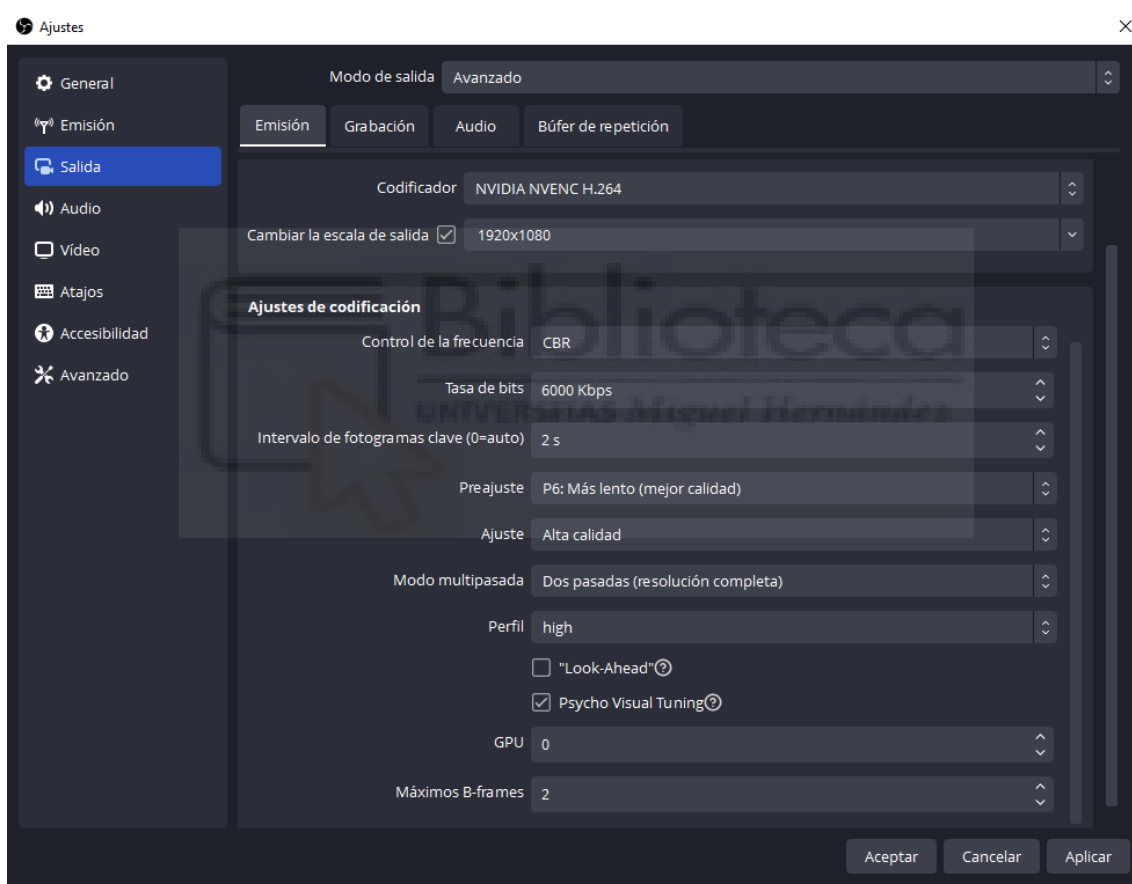 Ajustes
General
Emisión
Salida
Audio
Vídeo
Atajos
Accesibilidad
Avanzado
Modo de salida Avanzado
Emisión Grabación Audio Búfer de repetición
Codificador NVIDIA NVENC H.264
Cambiar la escala de salida 1920x1080
Ajustes de codificación
Control de la frecuencia CBR
Tasa de bits 6000 Kbps
Intervalo de fotogramas clave (0=auto) 2 s
Preajuste P6: Más lento (mejor calidad)
Ajuste Alta calidad
Modo multipasada Dos pasadas (resolución completa)
Perfil high
"Look-Ahead"
Psycho Visual Tuning
GPU 0
Máximos B-frames 2
Aceptar Cancelar Aplicar
Biblioteca
UNIVERSITAS Miguel Hernández